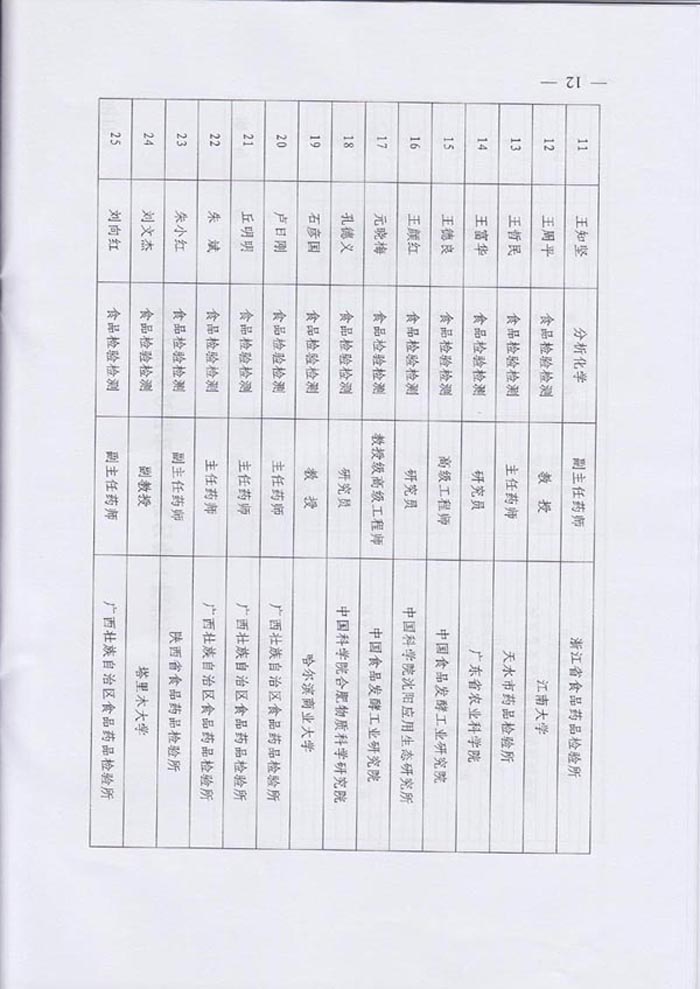 — 12 —
11 王知坚 分析化学 副主任药师 浙江省食品药品检验所
12 王周平 食品检验检测 教 授 江南大学
13 王哲民 食品检验检测 主任药师 天水市药品检验所
14 王富华 食品检验检测 研究员 广东省农业科学院
15 王德良 食品检验检测 高级工程师 中国食品发酵工业研究院
16 王颜红 食品检验检测 研究员 中国科学院沈阳应用生态研究所
17 元晓梅 食品检验检测 教授级高级工程师 中国食品发酵工业研究院
18 孔德义 食品检验检测 研究员 中国科学院合肥物质科学研究院
19 石彦国 食品检验检测 教 授 哈尔滨商业大学
20 卢日刚 食品检验检测 主任药师 广西壮族自治区食品药品检验所
21 丘明明 食品检验检测 主任药师 广西壮族自治区食品药品检验所
22 朱 斌 食品检验检测 主任药师 广西壮族自治区食品药品检验所
23 朱小红 食品检验检测 副主任药师 陕西省食品药品检验所
24 刘文杰 食品检验检测 副教授 塔里木大学
25 刘向红 食品检验检测 副主任药师 广西壮族自治区食品药品检验所